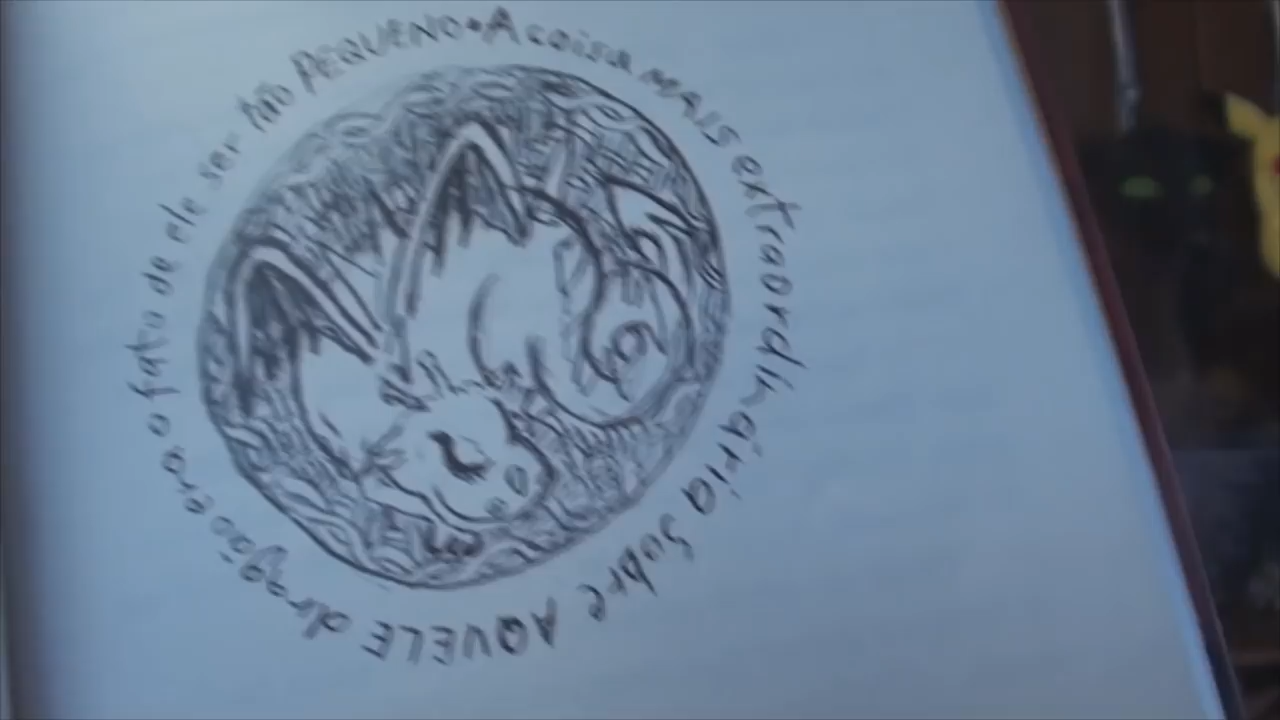 A coisa MAIS extraordinária sobre AQUELE dragão era o fato de ele ser tão PEQUENO •